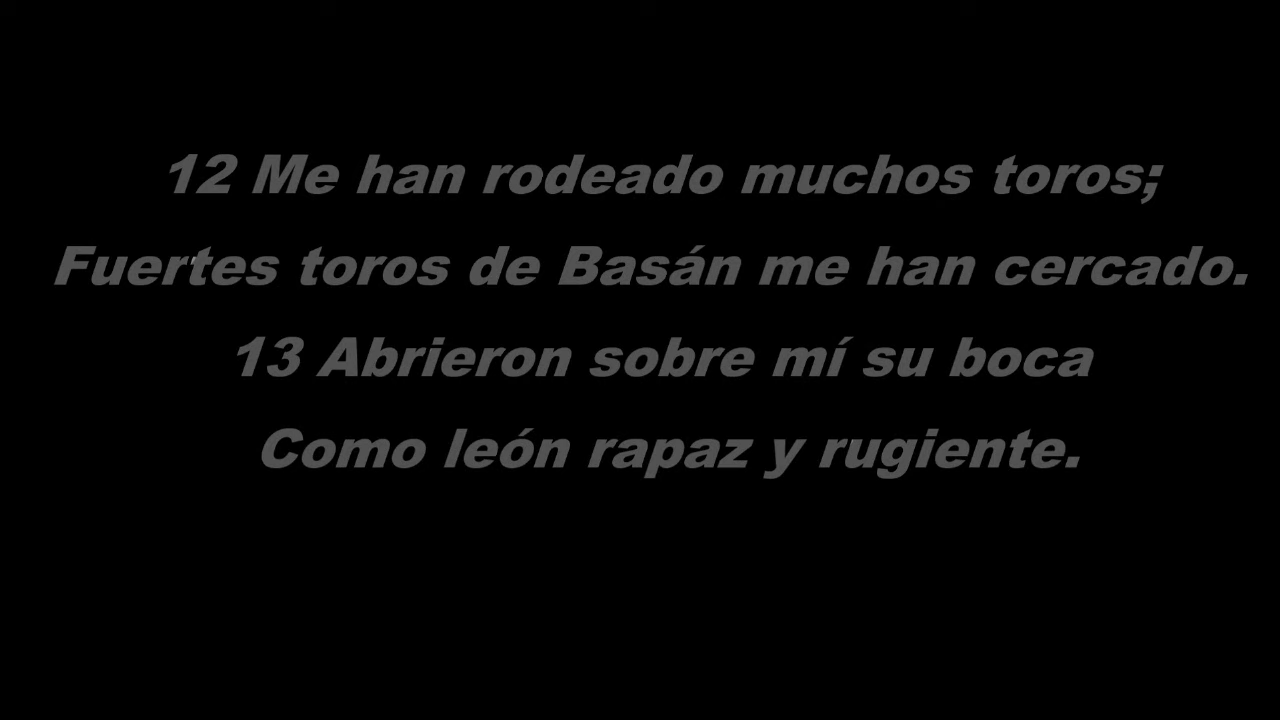 12 Me han rodeado muchos toros;
Fuertes toros de Basán me han cercado.
13 Abrieron sobre mí su boca
Como león rapaz y rugiente.